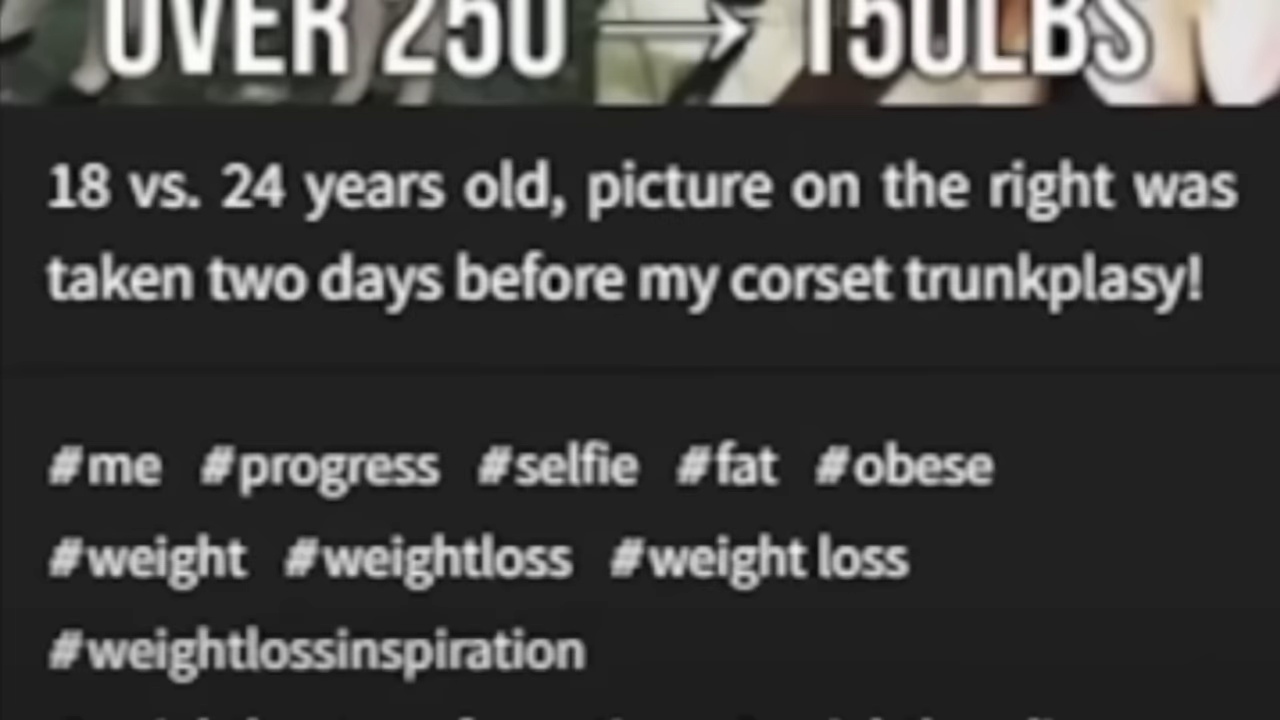 OVER 250 → 150LBS
18 vs. 24 years old, picture on the right was
taken two days before my corset trunkplasy!
#me #progress #selfie #fat #obese
#weight #weightloss #weight loss
#weightlossinspiration